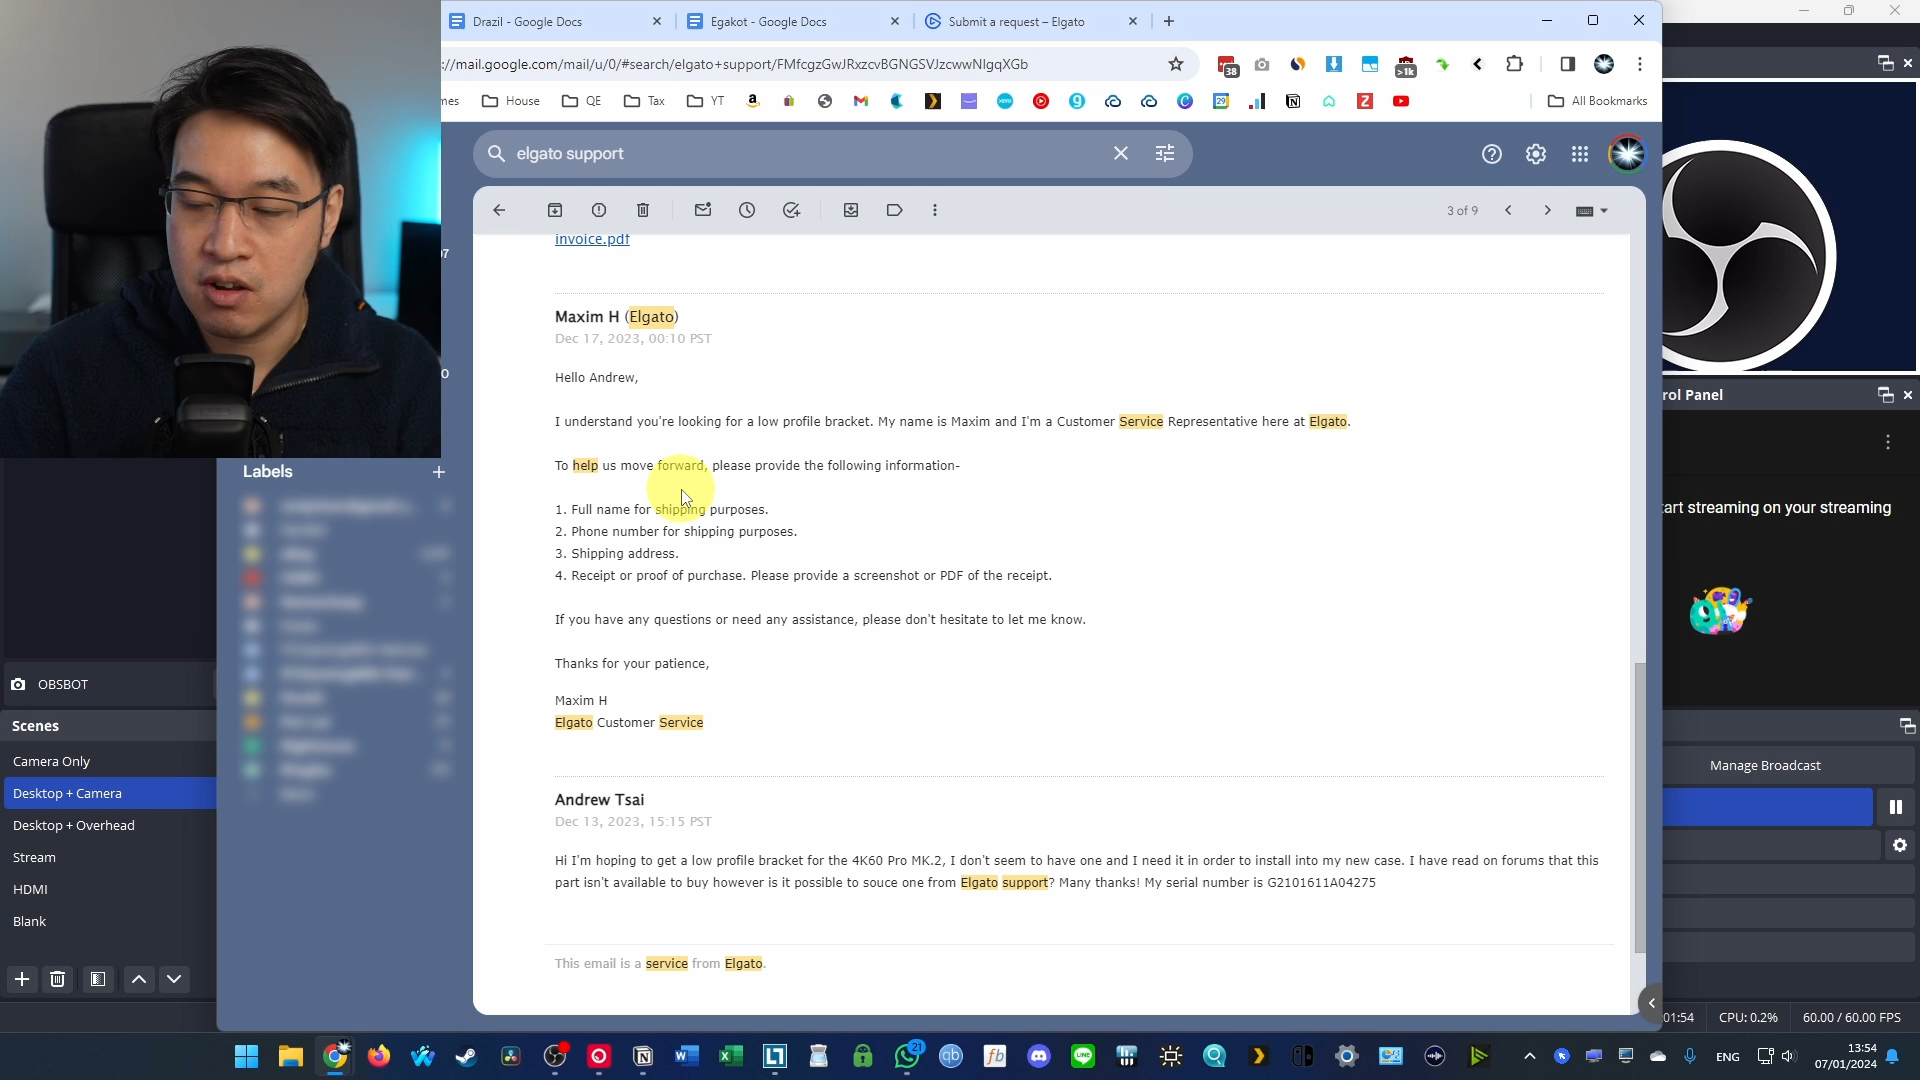 Drazil - Google Docs
Egakot - Google Docs
Submit a request – Elgato
://mail.google.com/mail/u/0/#search/elgato+support/FMfcgzGwJRxzcvBGNGSVJzcwwNlgqXGb
38
>1k
mes
House
QE
Tax
YT
All Bookmarks
elgato support
3 of 9
invoice.pdf
Maxim H (Elgato)
Dec 17, 2023, 00:10 PST
Hello Andrew,
I understand you're looking for a low profile bracket. My name is Maxim and I'm a Customer Service Representative here at Elgato.
To help us move forward, please provide the following information-
1. Full name for shipping purposes.
2. Phone number for shipping purposes.
3. Shipping address.
4. Receipt or proof of purchase. Please provide a screenshot or PDF of the receipt.
If you have any questions or need any assistance, please don't hesitate to let me know.
Thanks for your patience,
Maxim H
Elgato Customer Service
Andrew Tsai
Dec 13, 2023, 15:15 PST
Hi I'm hoping to get a low profile bracket for the 4K60 Pro MK.2, I don't seem to have one and I need it in order to install into my new case. I have read on forums that this
part isn't available to buy however is it possible to souce one from Elgato support? Many thanks! My serial number is G2101611A04275
This email is a service from Elgato.
Labels
OBSBOT
Scenes
Camera Only
Desktop + Camera
Desktop + Overhead
Stream
HDMI
Blank
rol Panel
tart streaming on your streaming
Manage Broadcast
01:54
CPU: 0.2%
60.00 / 60.00 FPS
21
ENG
13:54
07/01/2024